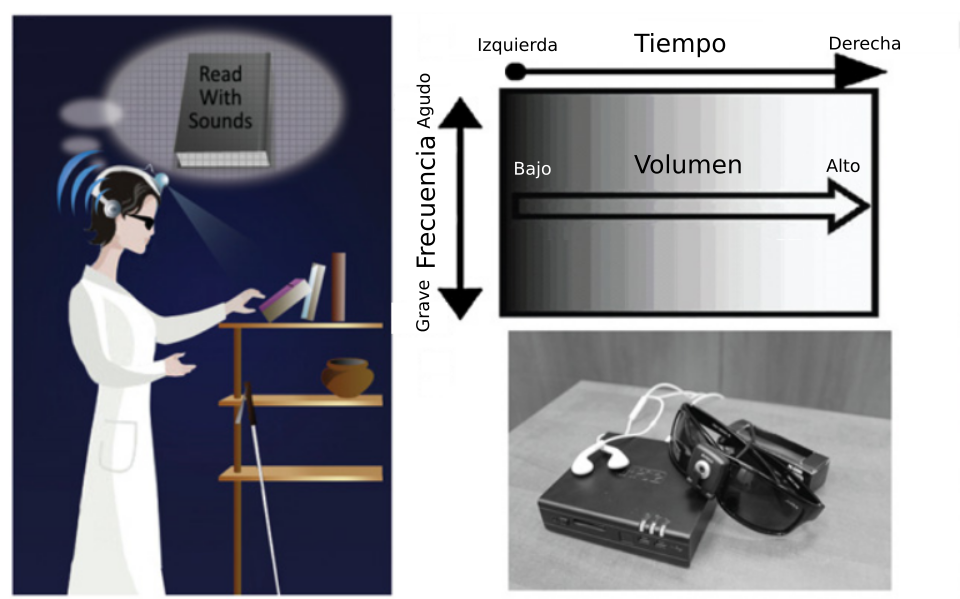 Read
With
Sounds
Izquierda
Tiempo
Derecha
Grave Frecuencia Agudo
Bajo
Volumen
Alto